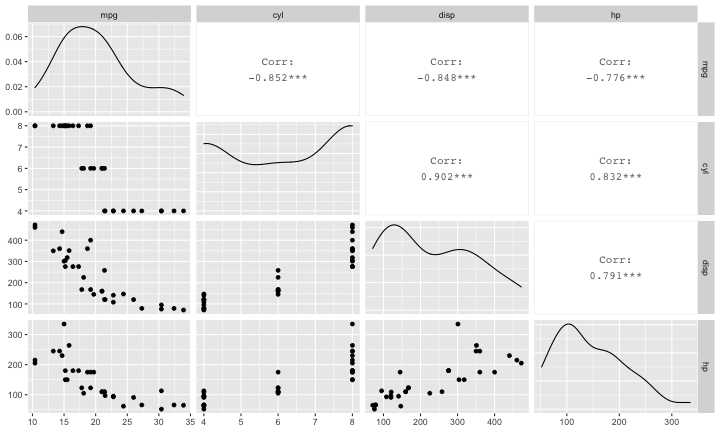 mpg
cyl
disp
hp
0.06
0.04
0.02
0.00
Corr:
−0.852***
Corr:
−0.848***
Corr:
−0.776***
mpg
8
7
6
5
4
Corr:
0.902***
Corr:
0.832***
cyl
400
300
200
100
Corr:
0.791***
disp
300
200
100
hp
10
15
20
25
30
35
4
5
6
7
8
100
200
300
400
100
200
300